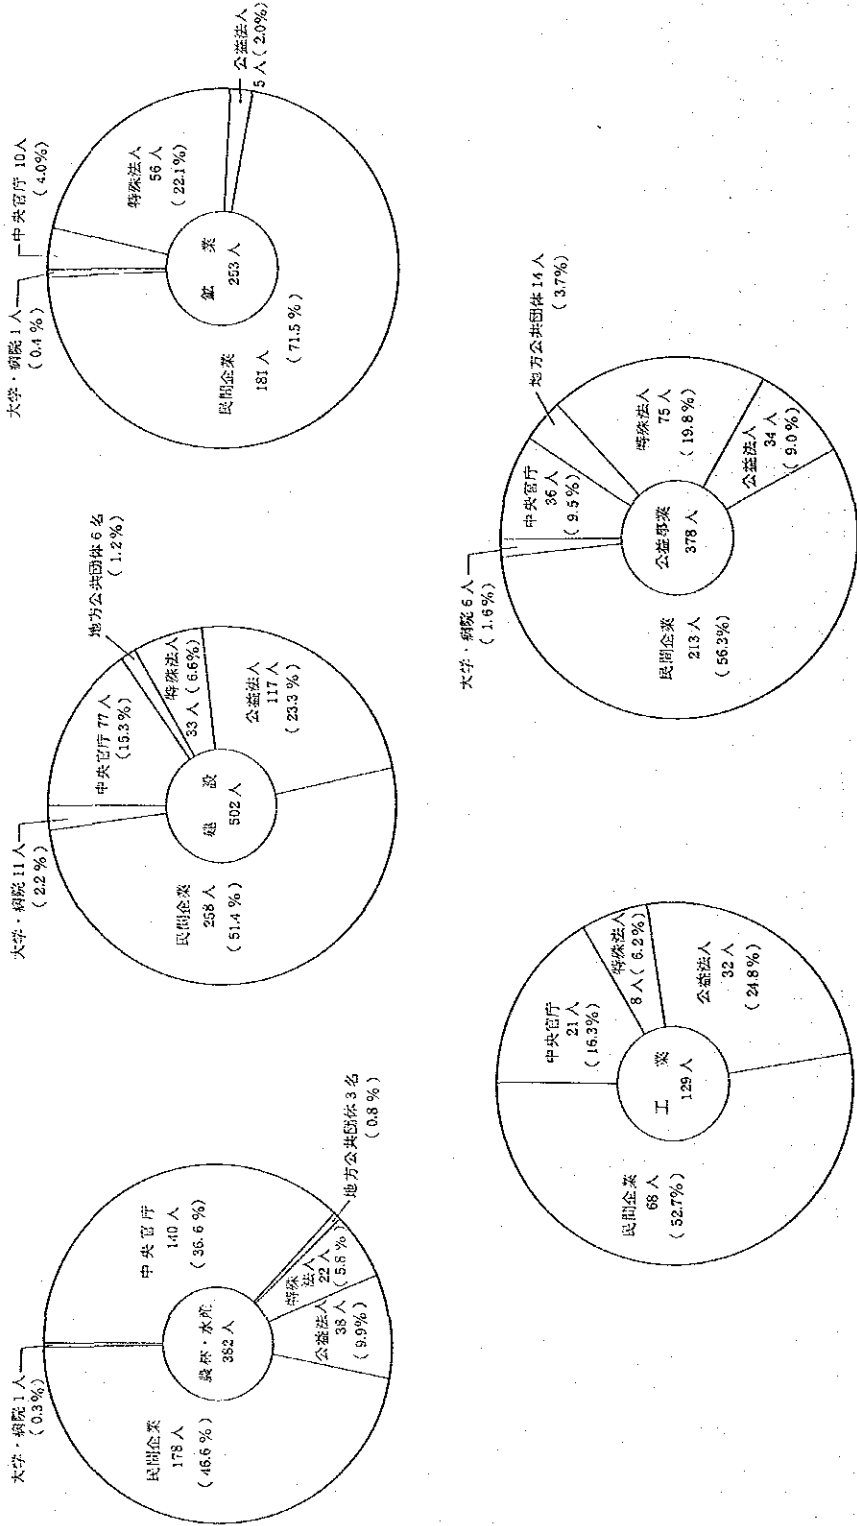 大学・病院 1 人
( 0.3 % )
中央官庁
140 人
( 36.6 % )
地方公共団体 3 名
( 0.8 % )
特殊
法人
22 人
( 5.8 % )
公益法人
38 人
( 9.9% )
民間企業
178 人
( 46.6 % )
農林・水産
382 人
大学・病院 11 人
( 2.2 % )
中央官庁 77 人
( 15.3% )
地方公共団体 6 名
( 1.2% )
特殊法人
33 人 ( 6.6% )
公益法人
117 人
( 23.3 % )
民間企業
258 人
( 51.4 % )
建 設
502 人
大学・病院 1 人
( 0.4 % )
中央官庁 10人
( 4.0% )
特殊法人
56 人
( 22.1% )
公益法人
5 人 ( 2.0% )
民間企業
181 人
( 71.5 % )
鉱 業
253 人
中央官庁
21 人
( 16.3% )
特殊法人
8 人 ( 6.2% )
公益法人
32 人
( 24.8% )
民間企業
68 人
( 52.7% )
工 業
129 人
大学・病院 6 人
( 1.6% )
中央官庁
36 人
( 9.5% )
地方公共団体 14 人
( 3.7% )
特殊法人
75 人
( 19.8 % )
公益法人
34 人
( 9.0% )
民間企業
213 人
( 56.3% )
公益事業
378 人